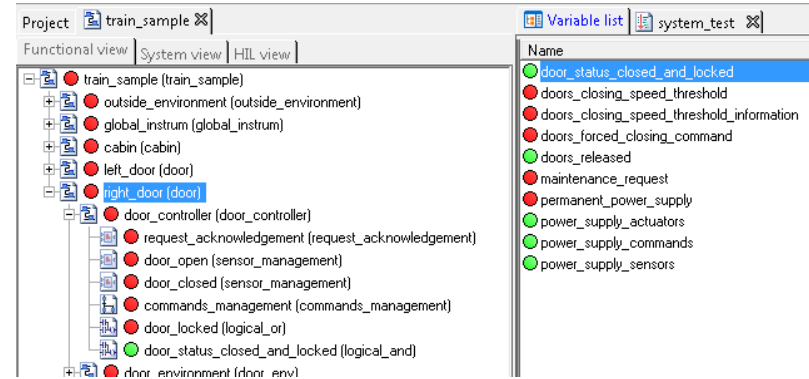 Project train_sample
Functional view System view HIL view
train_sample (train_sample)
outside_environment (outside_environment)
global_instrum (global_instrum)
cabin (cabin)
left_door (door)
right_door (door)
door_controller (door_controller)
request_acknowledgement (request_acknowledgement)
door_open (sensor_management)
door_closed (sensor_management)
commands_management (commands_management)
door_locked (logical_or)
door_status_closed_and_locked (logical_and)
door_environment (door_env)
Variable list system_test
Name
door_status_closed_and_locked
doors_closing_speed_threshold
doors_closing_speed_threshold_information
doors_forced_closing_command
doors_released
maintenance_request
permanent_power_supply
power_supply_actuators
power_supply_commands
power_supply_sensors